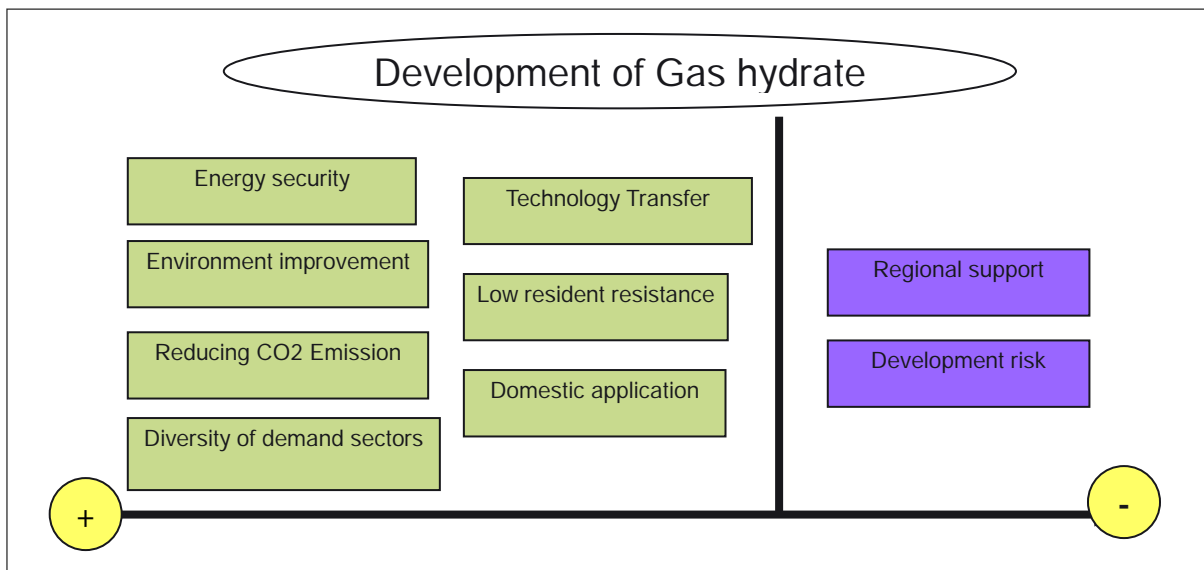 Development of Gas hydrate
Energy security
Environment improvement
Reducing CO2 Emission
Diversity of demand sectors
Technology Transfer
Low resident resistance
Domestic application
Regional support
Development risk
+
-